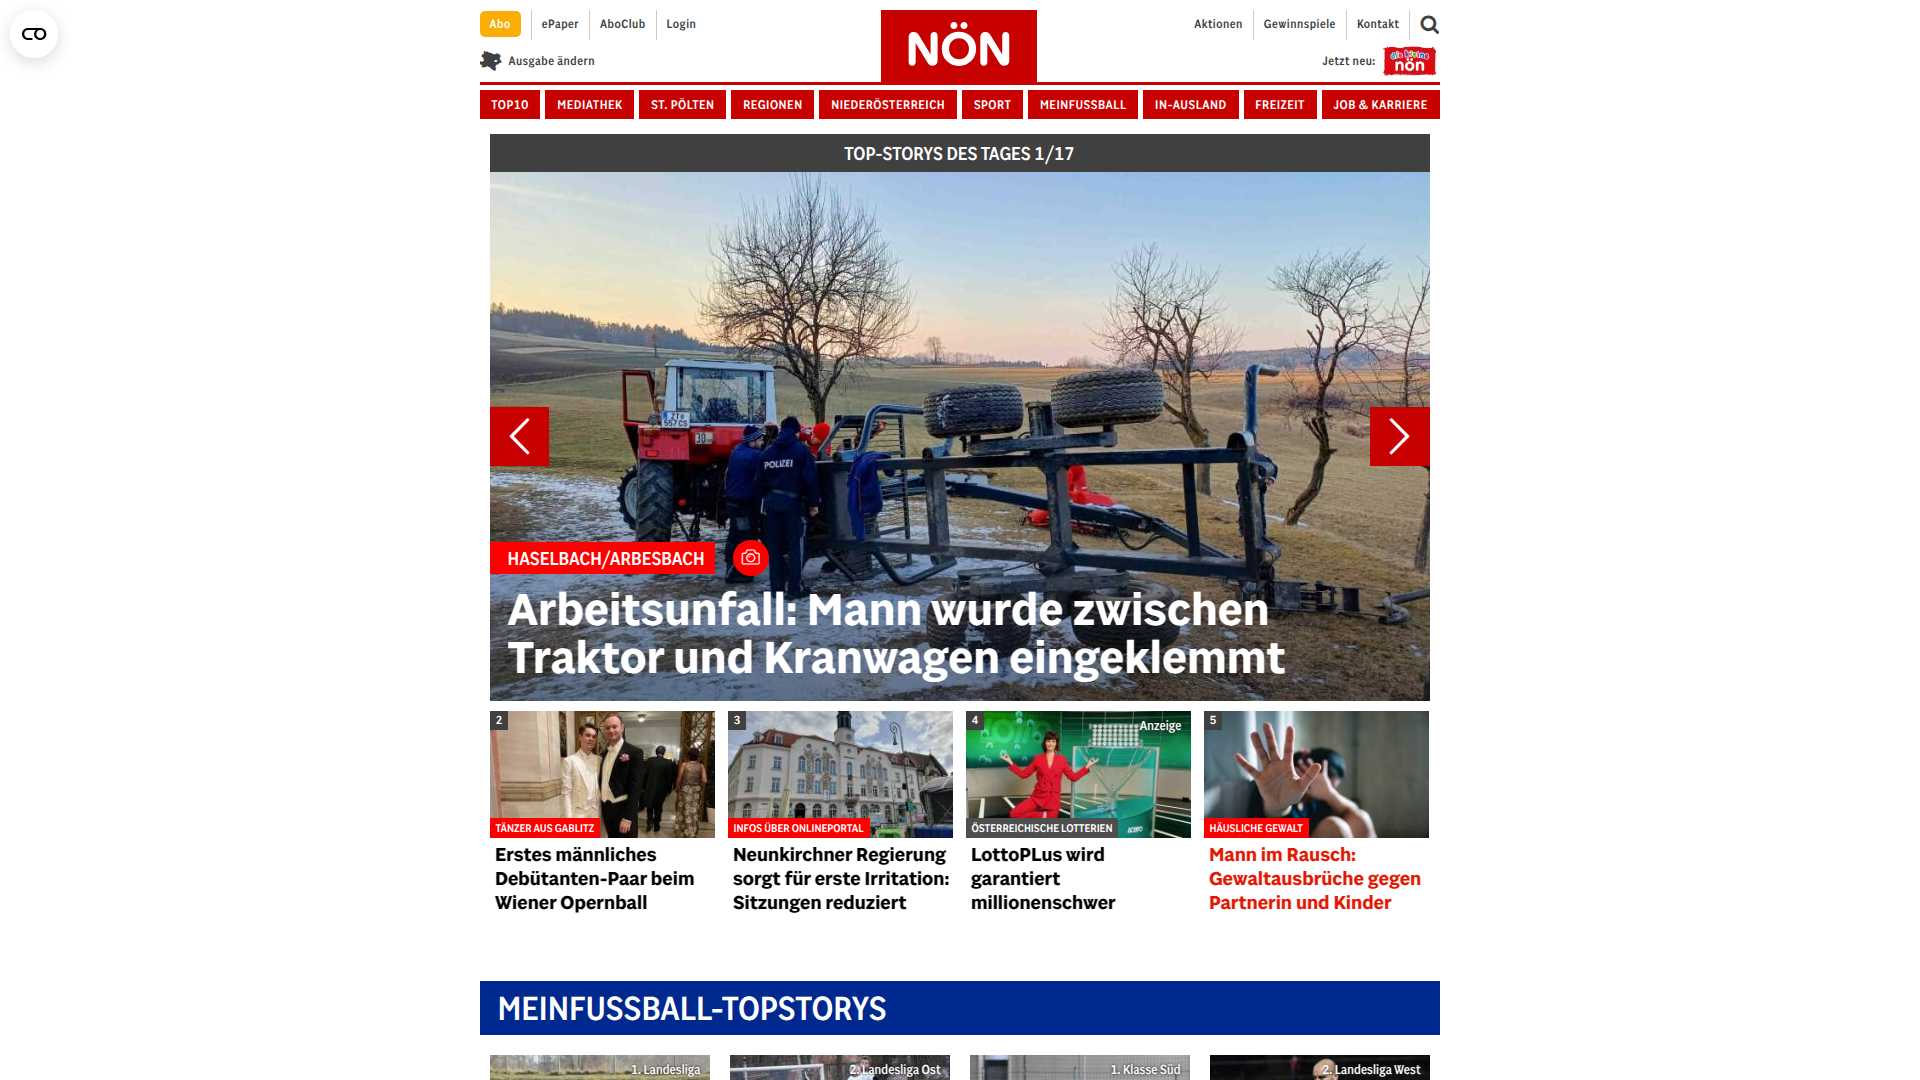 Abo
ePaper
AboClub
Login
NÖN
Aktionen
Gewinnspiele
Kontakt
Ausgabe ändern
Jetzt neu:
die kleine
nön
TOP10
MEDIATHEK
ST. PÖLTEN
REGIONEN
NIEDERÖSTERREICH
SPORT
MEINFUSSBALL
IN-AUSLAND
FREIZEIT
JOB & KARRIERE
TOP-STORYS DES TAGES 1/17
POLIZEI
HASELBACH/ARBESBACH
Arbeitsunfall: Mann wurde zwischen
Traktor und Kranwagen eingeklemmt
2
TÄNZER AUS GABLITZ
Erstes männliches
Debütanten-Paar beim
Wiener Opernball
3
INFOS ÜBER ONLINEPORTAL
Neunkirchner Regierung
sorgt für erste Irritation:
Sitzungen reduziert
4
Anzeige
ÖSTERREICHISCHE LOTTERIEN
LottoPLus wird
garantiert
millionenschwer
5
HÄUSLICHE GEWALT
Mann im Rausch:
Gewaltausbrüche gegen
Partnerin und Kinder
MEINFUSSBALL-TOPSTORYS
1. Landesliga
2. Landesliga Ost
1. Klasse Süd
2. Landesliga West